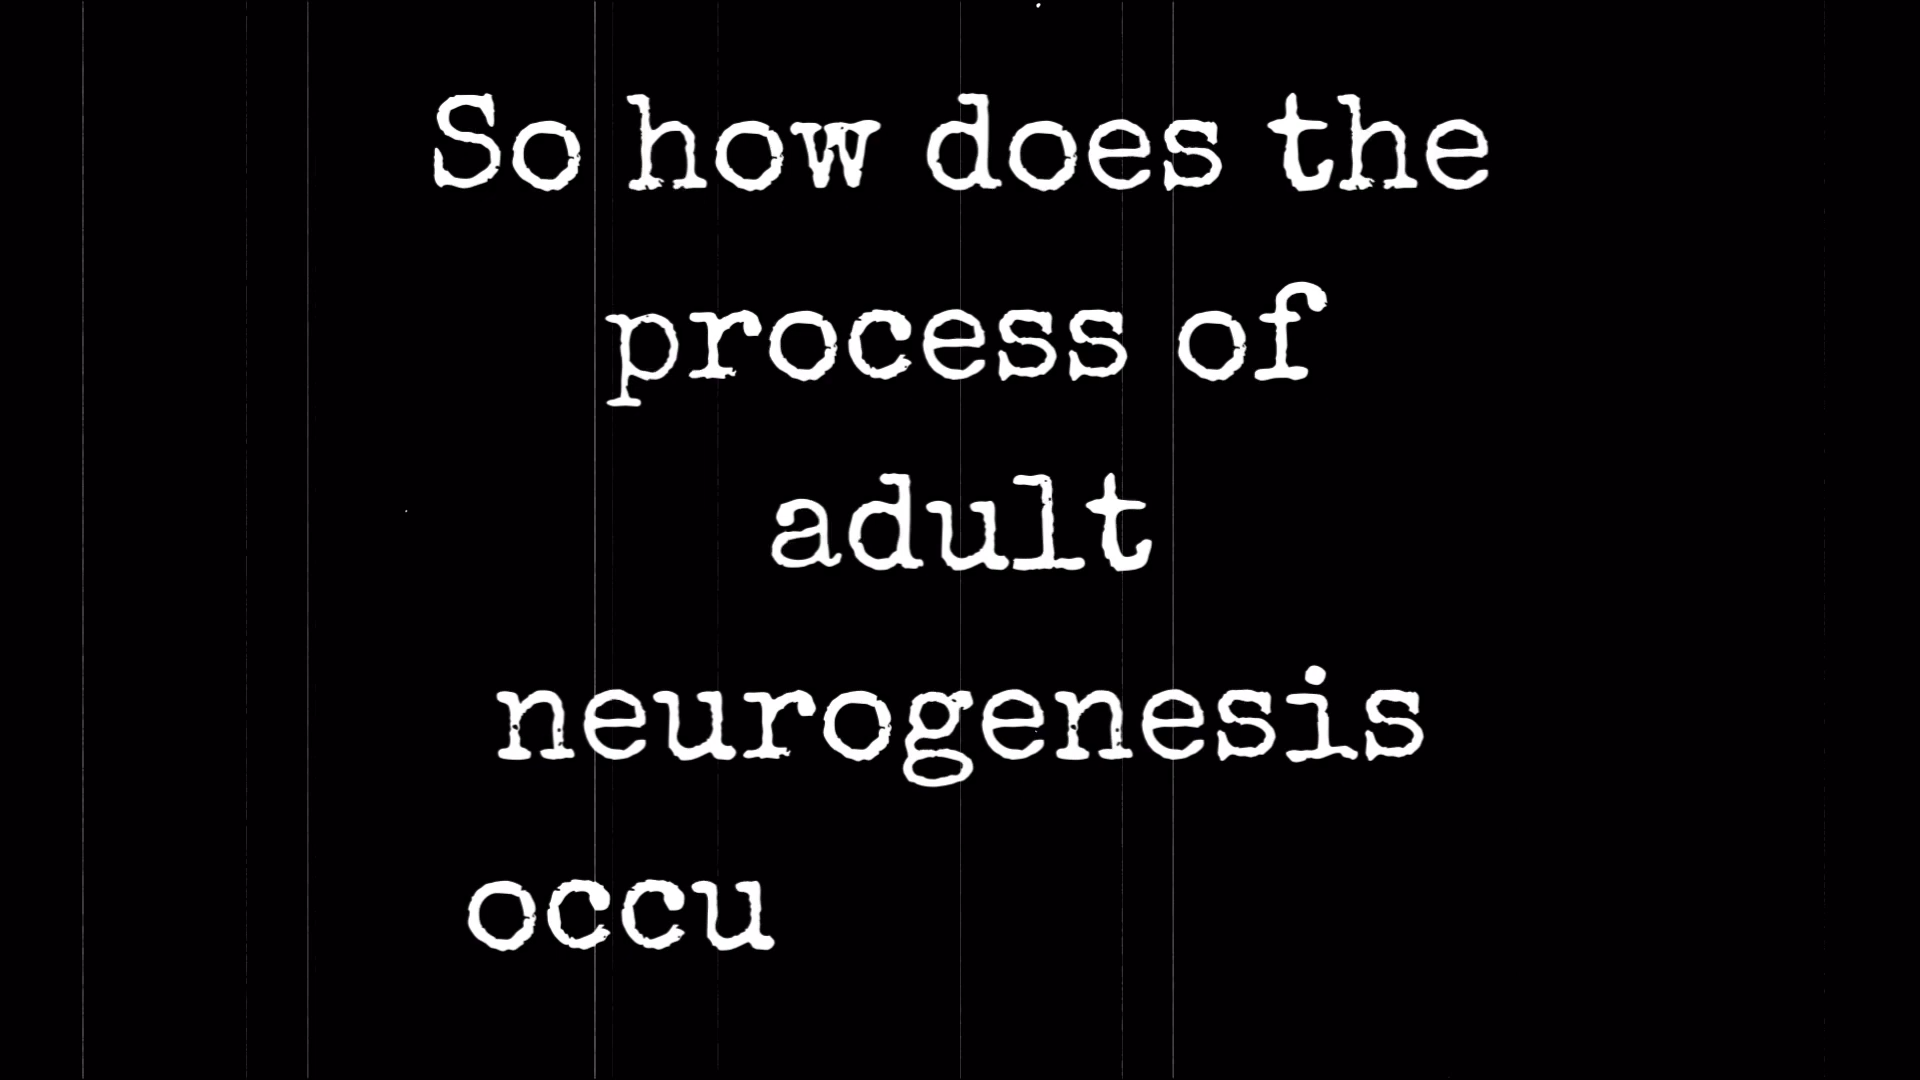 So how does the
process of
adult
neurogenesis
occu